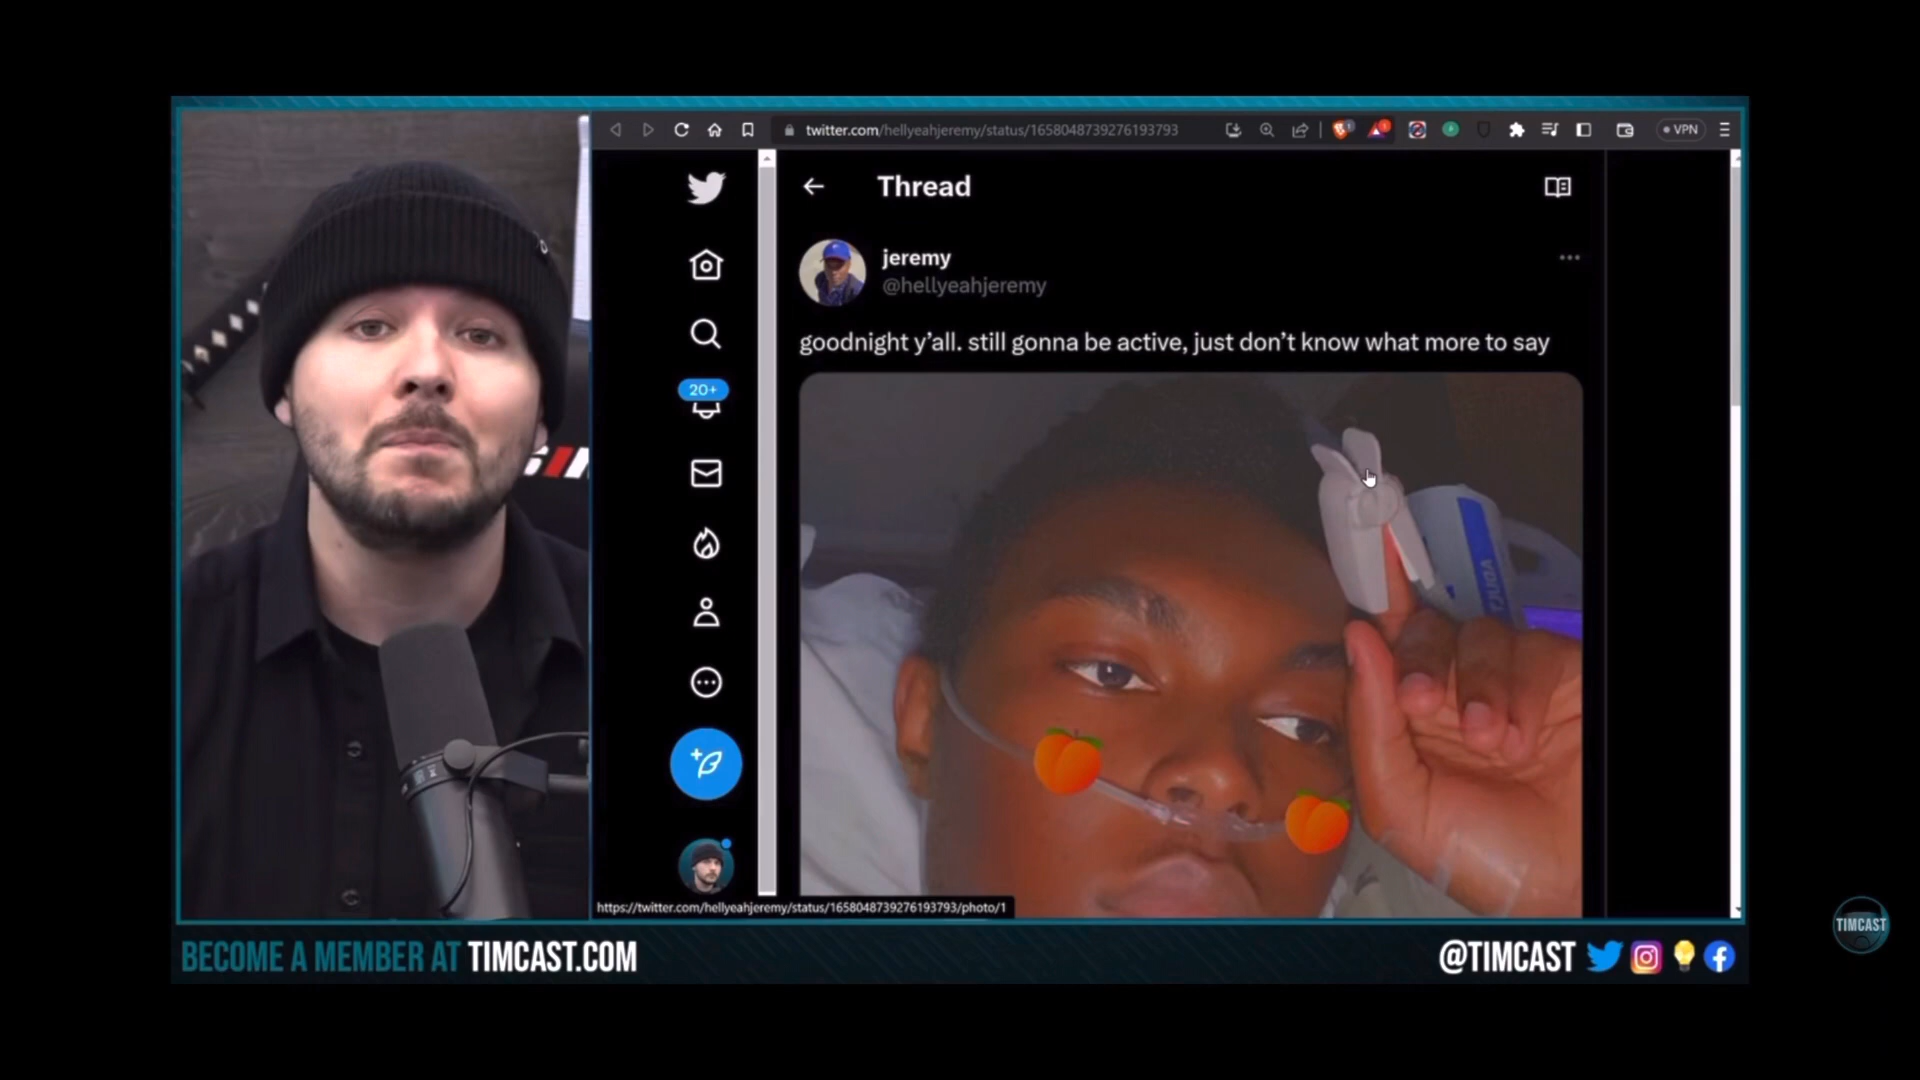 twitter.com/hellyeahjeremy/status/1658048739276193793
VPN
Thread
jeremy
@hellyeahjeremy
goodnight y’all. still gonna be active, just don’t know what more to say
20+
ADULT
https://twitter.com/hellyeahjeremy/status/1658048739276193793/photo/1
BECOME A MEMBER AT TIMCAST.COM
@TIMCAST
TIMCAST